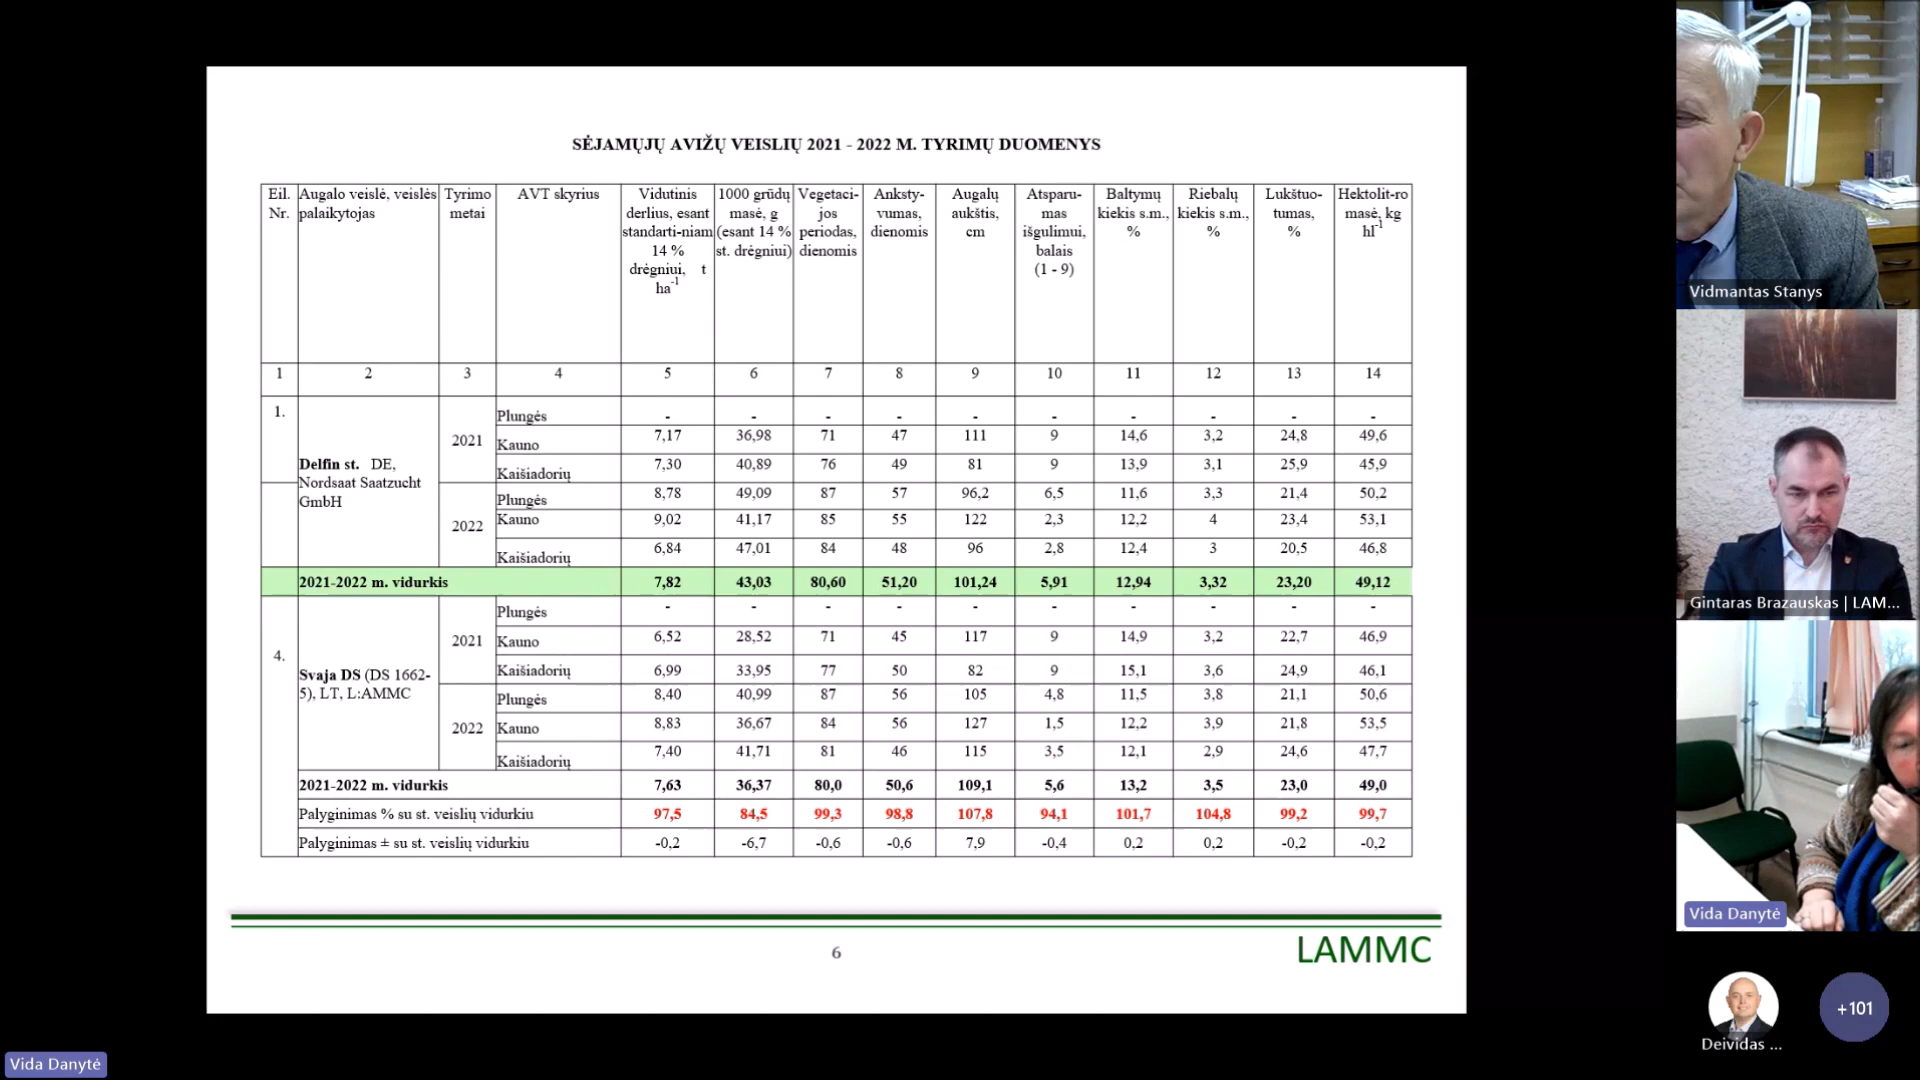 SĖJAMŲJŲ AVIŽŲ VEISLIŲ 2021 - 2022 M. TYRIMŲ DUOMENYS
Eil. Nr. | Augalo veislė, veislės palaikytojas | Tyrimo metai | AVT skyrius | Vidutinis derlius, esant standarti-niam 14 % drėgniui, t ha-1 | 1000 grūdų masė, g (esant 14 % st. drėgniui) | Vegetaci-jos periodas, dienomis | Anksty-vumas, dienomis | Augalų aukštis, cm | Atsparu-mas išgulimui, balais (1 - 9) | Baltymų kiekis s.m., % | Riebalų kiekis s.m., % | Lukštuo-tumas, % | Hektolit-ro masė, kg hl-1
1 2 3 4 5 6 7 8 9 10 11 12 13 14
1. Delfin st. DE, Nordsaat Saatzucht GmbH
2021 Plungės - - - - - - - - - -
Kauno 7,17 36,98 71 47 111 9 14,6 3,2 24,8 49,6
Kaišiadorių 7,30 40,89 76 49 81 9 13,9 3,1 25,9 45,9
2022 Plungės 8,78 49,09 87 57 96,2 6,5 11,6 3,3 21,4 50,2
Kauno 9,02 41,17 85 55 122 2,3 12,2 4 23,4 53,1
Kaišiadorių 6,84 47,01 84 48 96 2,8 12,4 3 20,5 46,8
2021-2022 m. vidurkis 7,82 43,03 80,60 51,20 101,24 5,91 12,94 3,32 23,20 49,12
4. Svaja DS (DS 1662-5), LT, L:AMMC
2021 Plungės - - - - - - - - - -
Kauno 6,52 28,52 71 45 117 9 14,9 3,2 22,7 46,9
Kaišiadorių 6,99 33,95 77 50 82 9 15,1 3,6 24,9 46,1
2022 Plungės 8,40 40,99 87 56 105 4,8 11,5 3,8 21,1 50,6
Kauno 8,83 36,67 84 56 127 1,5 12,2 3,9 21,8 53,5
Kaišiadorių 7,40 41,71 81 46 115 3,5 12,1 2,9 24,6 47,7
2021-2022 m. vidurkis 7,63 36,37 80,0 50,6 109,1 5,6 13,2 3,5 23,0 49,0
Palyginimas % su st. veislių vidurkiu 97,5 84,5 99,3 98,8 107,8 94,1 101,7 104,8 99,2 99,7
Palyginimas ± su st. veislių vidurkiu -0,2 -6,7 -0,6 -0,6 7,9 -0,4 0,2 0,2 -0,2 -0,2
6
LAMMC
Vidmantas Stanys
Gintaras Brazauskas | LAM...
Vida Danytė
Deividas ...
+101
Vida Danytė